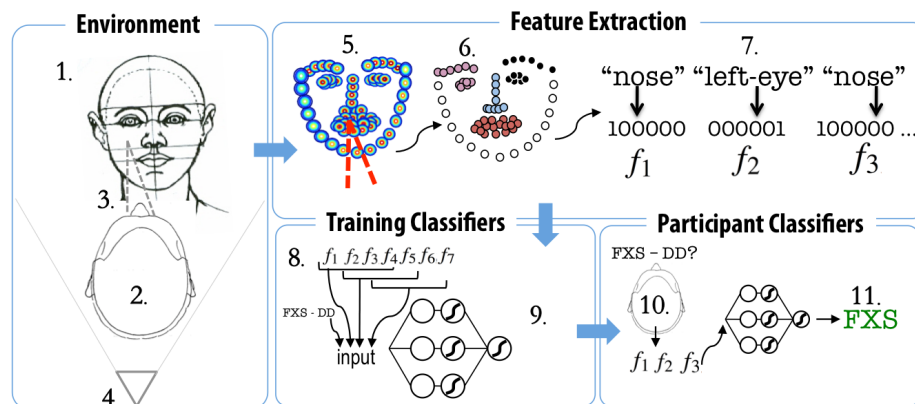 Environment
1.
3.
2.
4
Feature Extraction
5.
6.
7.
“nose” “left-eye” “nose”
100000 000001 100000 ...
f1 f2 f3
Training Classifiers
8.
f1 f2 f3 f4 f5 f6 f7
FXS - DD
input
9.
Participant Classifiers
FXS - DD?
10.
f1 f2 f3
11.
FXS